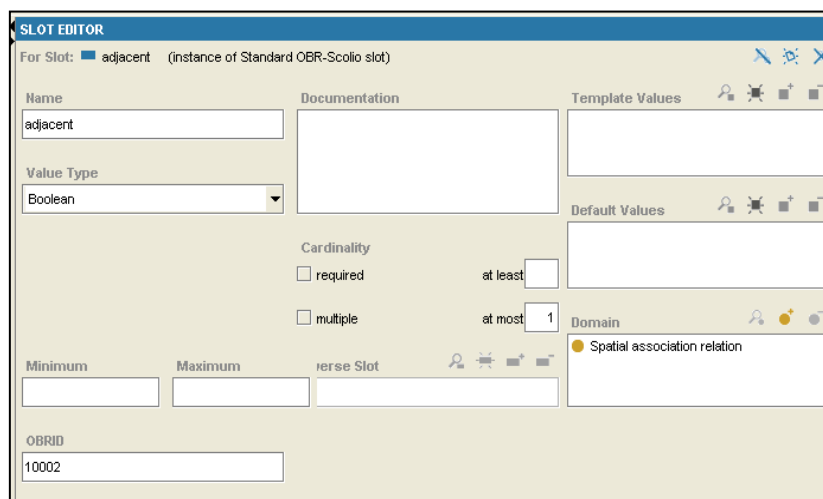 SLOT EDITOR
For Slot: adjacent (instance of Standard OBR-Scolio slot)
Name
adjacent
Documentation
Template Values
Value Type
Boolean
Default Values
Cardinality
required at least
multiple at most 1
Domain
Spatial association relation
Minimum Maximum verse Slot
OBRID
10002